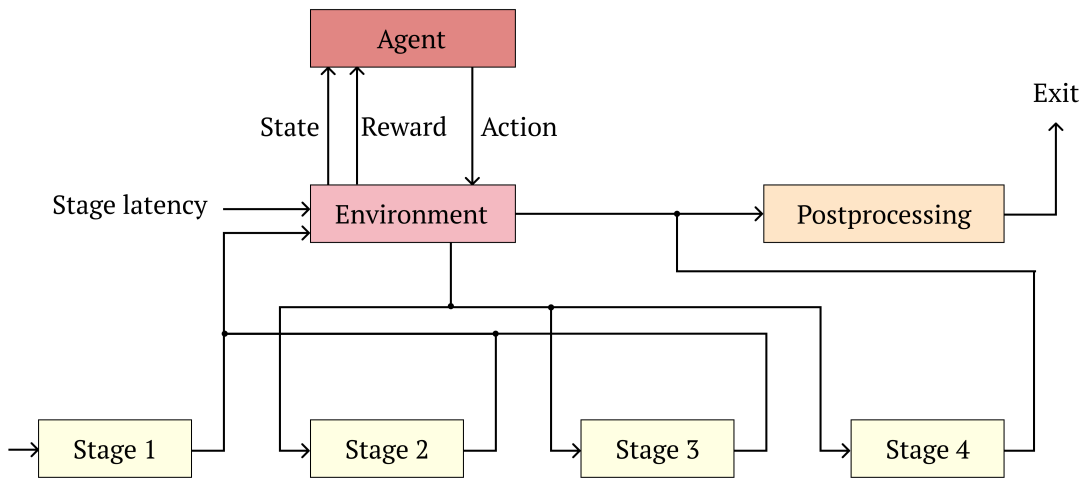 Agent
Exit
State
Reward
Action
Stage latency
Environment
Postprocessing
Stage 1
Stage 2
Stage 3
Stage 4